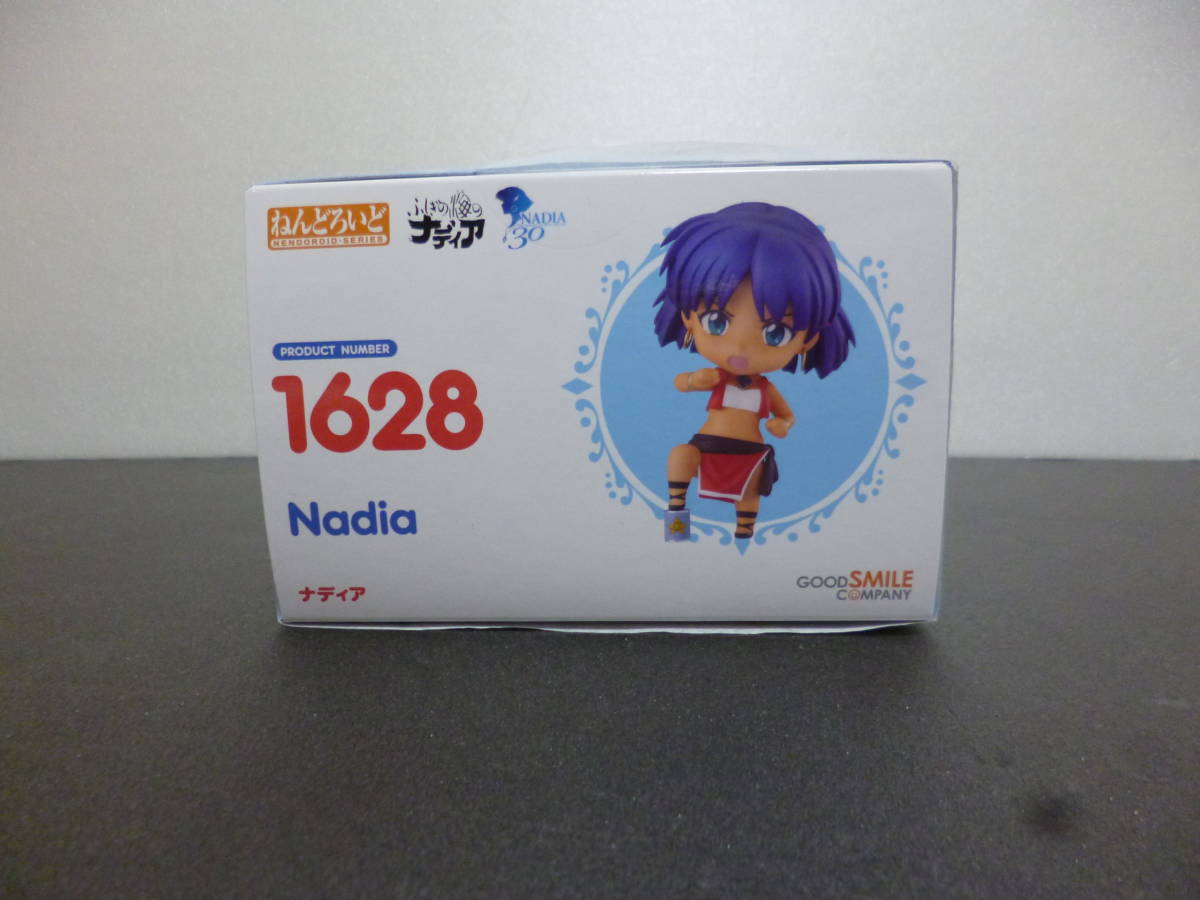 ねんどろいど
NENDOROID·SERIES
ふしぎの海の
ナディア
NADIA
30
PRODUCT NUMBER
1628
Nadia
ナディア
GOOD SMILE
COMPANY